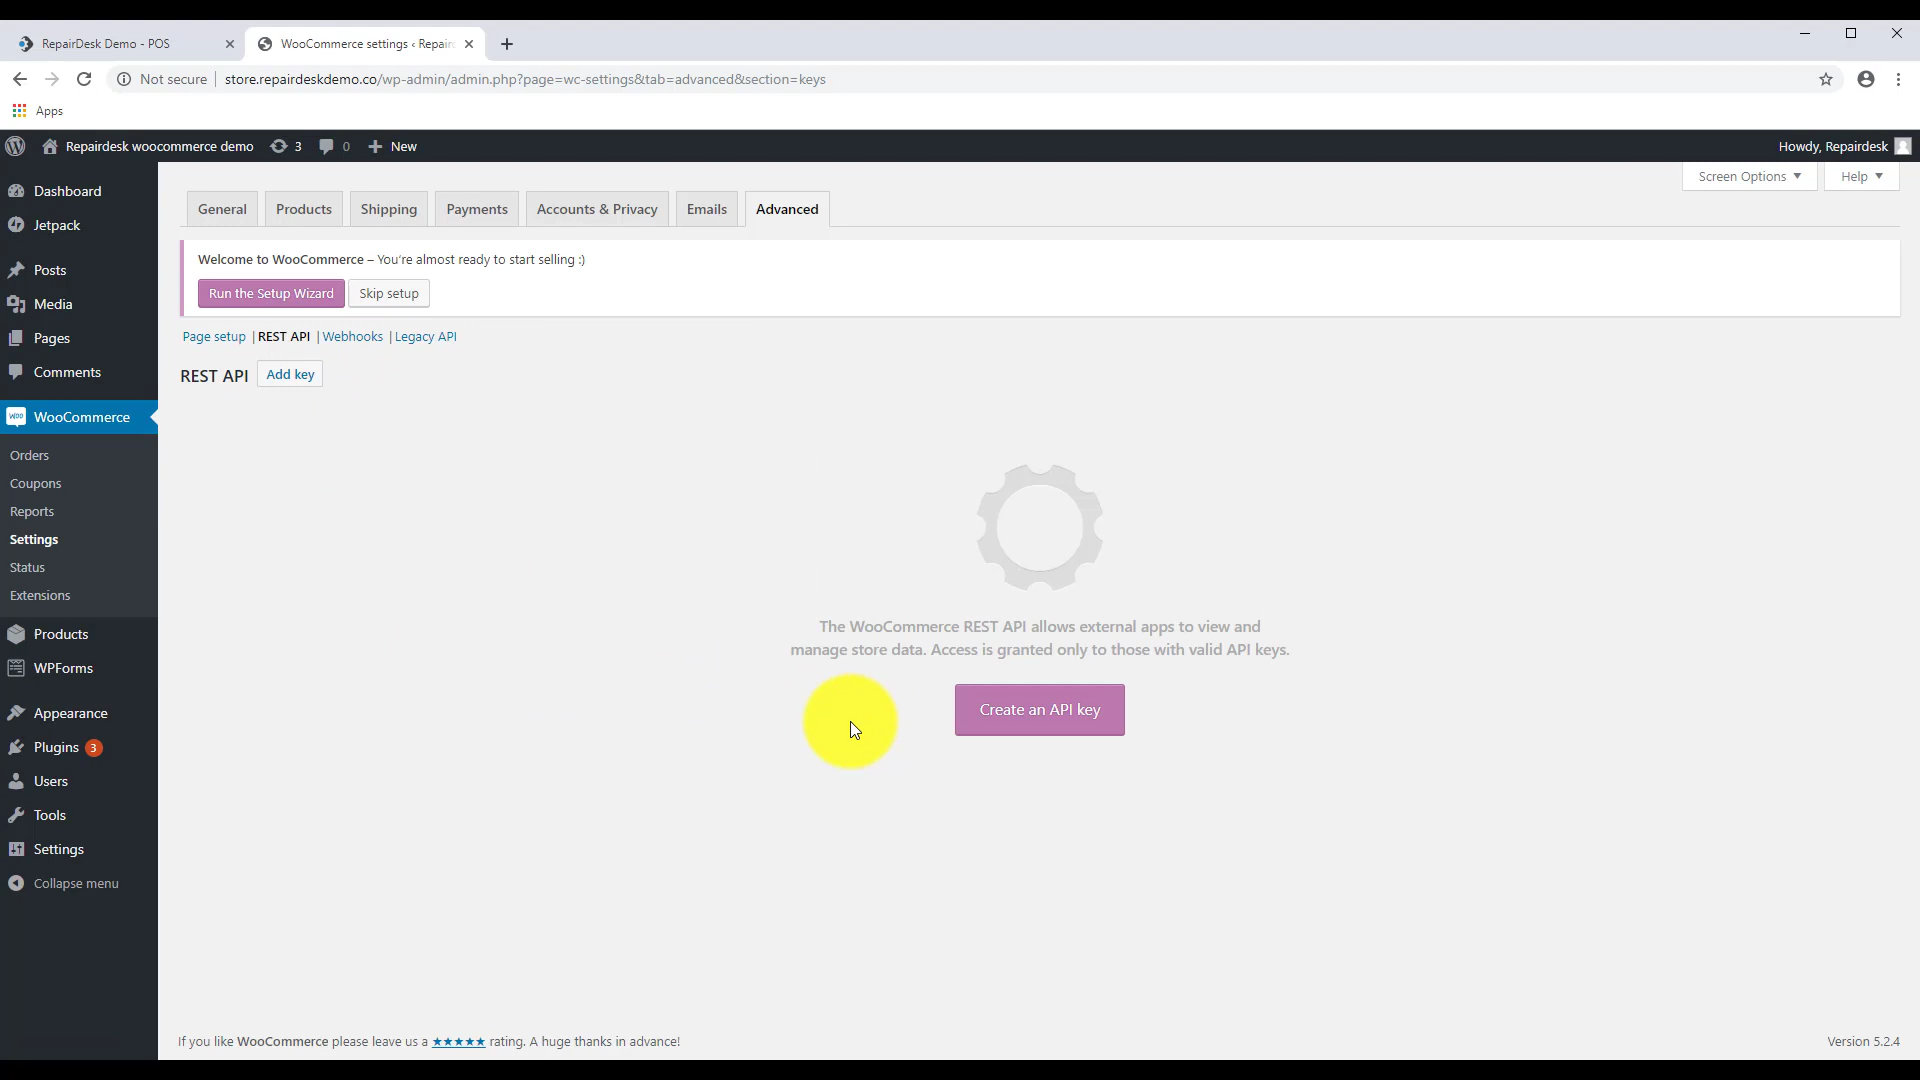 RepairDesk Demo - POS
WooCommerce settings ‹ Repair
Not secure
store.repairdeskdemo.co/wp-admin/admin.php?page=wc-settings&tab=advanced&section=keys
Apps
Repairdesk woocommerce demo 3 0 New
Howdy, Repairdesk
Screen Options
Help
General
Products
Shipping
Payments
Accounts & Privacy
Emails
Advanced
Welcome to WooCommerce – You're almost ready to start selling :)
Run the Setup Wizard
Skip setup
Page setup | REST API | Webhooks | Legacy API
REST API
Add key
The WooCommerce REST API allows external apps to view and
manage store data. Access is granted only to those with valid API keys.
Create an API key
Dashboard
Jetpack
Posts
Media
Pages
Comments
WooCommerce
Orders
Coupons
Reports
Settings
Status
Extensions
Products
WPForms
Appearance
Plugins 3
Users
Tools
Settings
Collapse menu
If you like WooCommerce please leave us a ★★★★★ rating. A huge thanks in advance!
Version 5.2.4